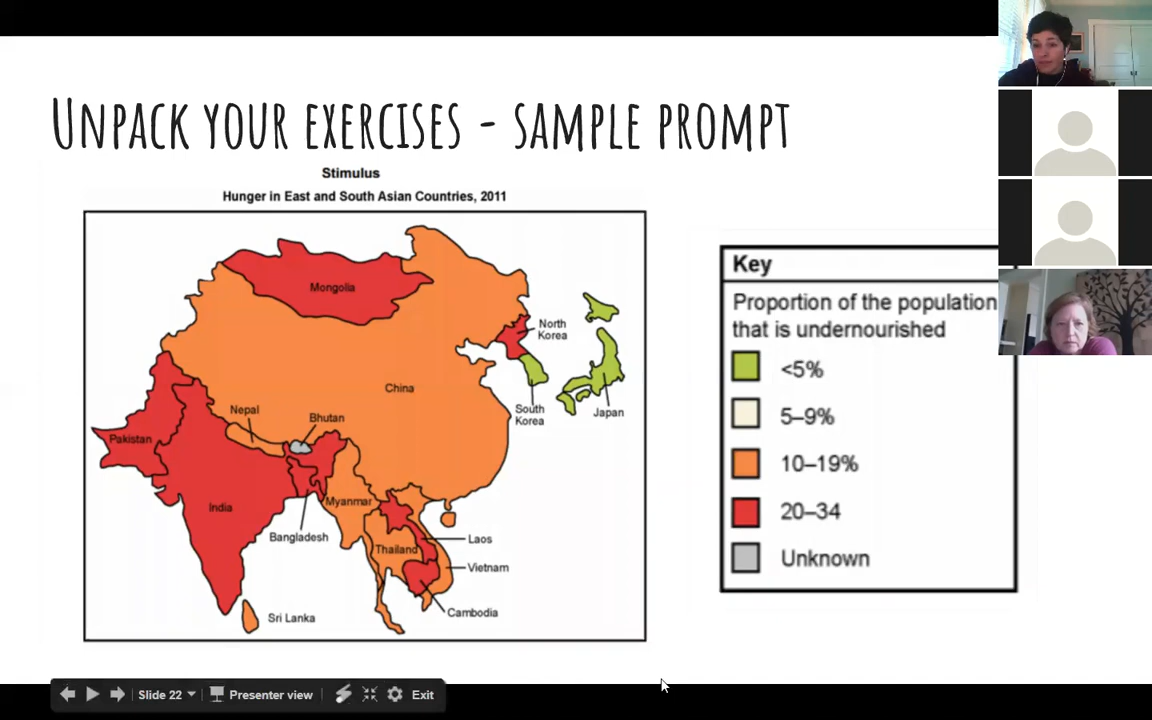 UNPACK YOUR EXERCISES - SAMPLE PROMPT
Stimulus
Hunger in East and South Asian Countries, 2011
Mongolia
North
Korea
China
South
Korea
Japan
Nepal
Bhutan
Pakistan
India
Myanmar
Bangladesh
Laos
Thailand
Vietnam
Cambodia
Sri Lanka
Key
Proportion of the population
that is undernourished
<5%
5–9%
10–19%
20–34
Unknown
Slide 22
Presenter view
Exit